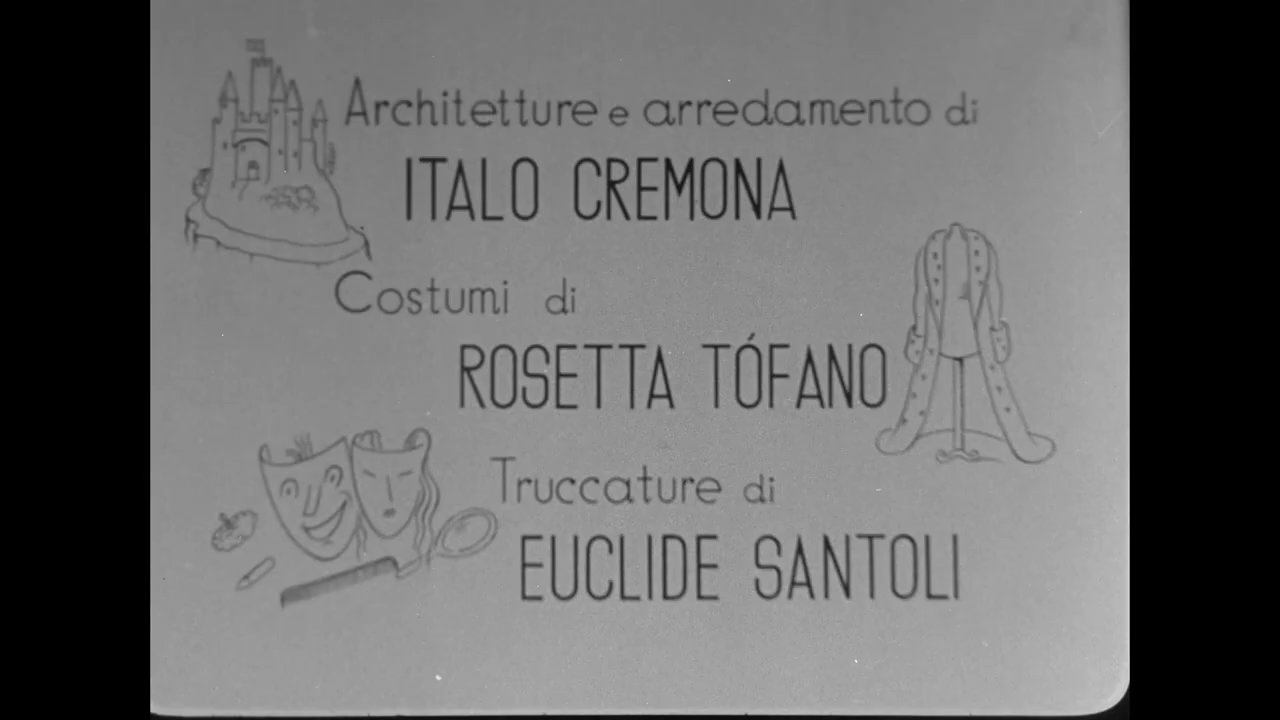 Architetture e arredamento di
ITALO CREMONA
Costumi di
ROSETTA TÓFANO
Truccature di
EUCLIDE SANTOLI